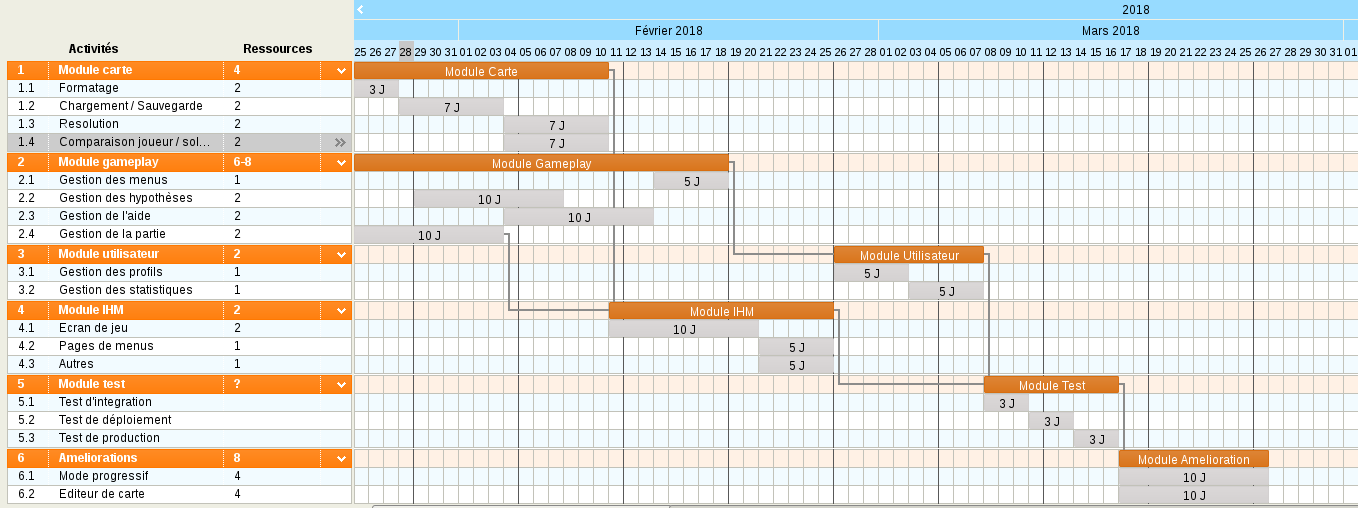 2018
Février 2018 Mars 2018
Activités Ressources 25 26 27 28 29 30 31 01 02 03 04 05 06 07 08 09 10 11 12 13 14 15 16 17 18 19 20 21 22 23 24 25 26 27 28 01 02 03 04 05 06 07 08 09 10 11 12 13 14 15 16 17 18 19 20 21 22 23 24 25 26 27 28 29 30 31 01
1 Module carte 4 Module Carte
1.1 Formatage 2 3 J
1.2 Chargement / Sauvegarde 2 7 J
1.3 Resolution 2 7 J
1.4 Comparaison joueur / sol... 2 7 J
2 Module gameplay 6-8 Module Gameplay
2.1 Gestion des menus 1 5 J
2.2 Gestion des hypothèses 2 10 J
2.3 Gestion de l'aide 2 10 J
2.4 Gestion de la partie 2 10 J
3 Module utilisateur 2 Module Utilisateur
3.1 Gestion des profils 1 5 J
3.2 Gestion des statistiques 1 5 J
4 Module IHM 2 Module IHM
4.1 Ecran de jeu 2 10 J
4.2 Pages de menus 1 5 J
4.3 Autres 1 5 J
5 Module test ? Module Test
5.1 Test d'integration 3 J
5.2 Test de déploiement 3 J
5.3 Test de production 3 J
6 Ameliorations 8 Module Amelioration
6.1 Mode progressif 4 10 J
6.2 Editeur de carte 4 10 J